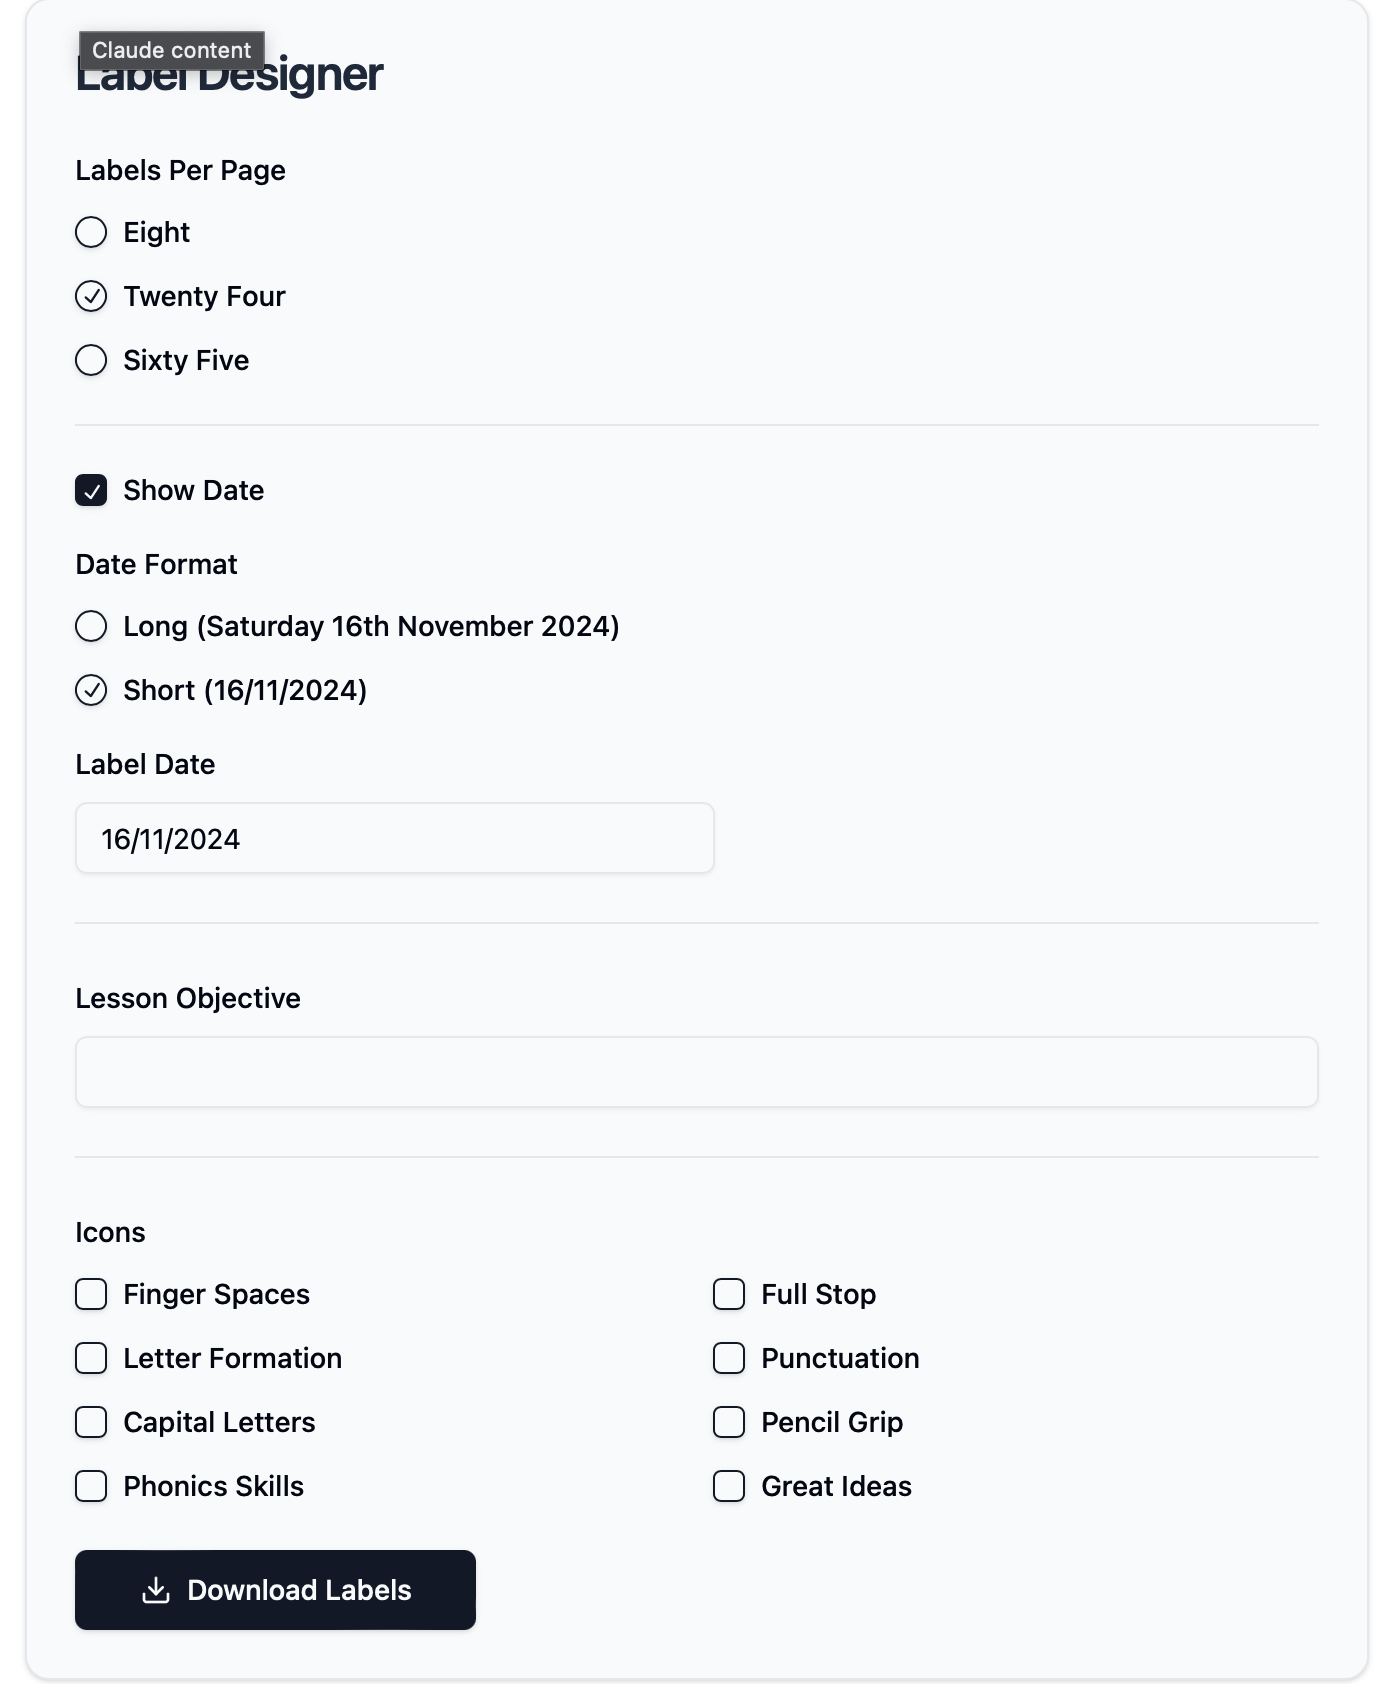 Claude content
Label Designer
Labels Per Page
Eight
Twenty Four
Sixty Five
Show Date
Date Format
Long (Saturday 16th November 2024)
Short (16/11/2024)
Label Date
16/11/2024
Lesson Objective
Icons
Finger Spaces
Full Stop
Letter Formation
Punctuation
Capital Letters
Pencil Grip
Phonics Skills
Great Ideas
Download Labels